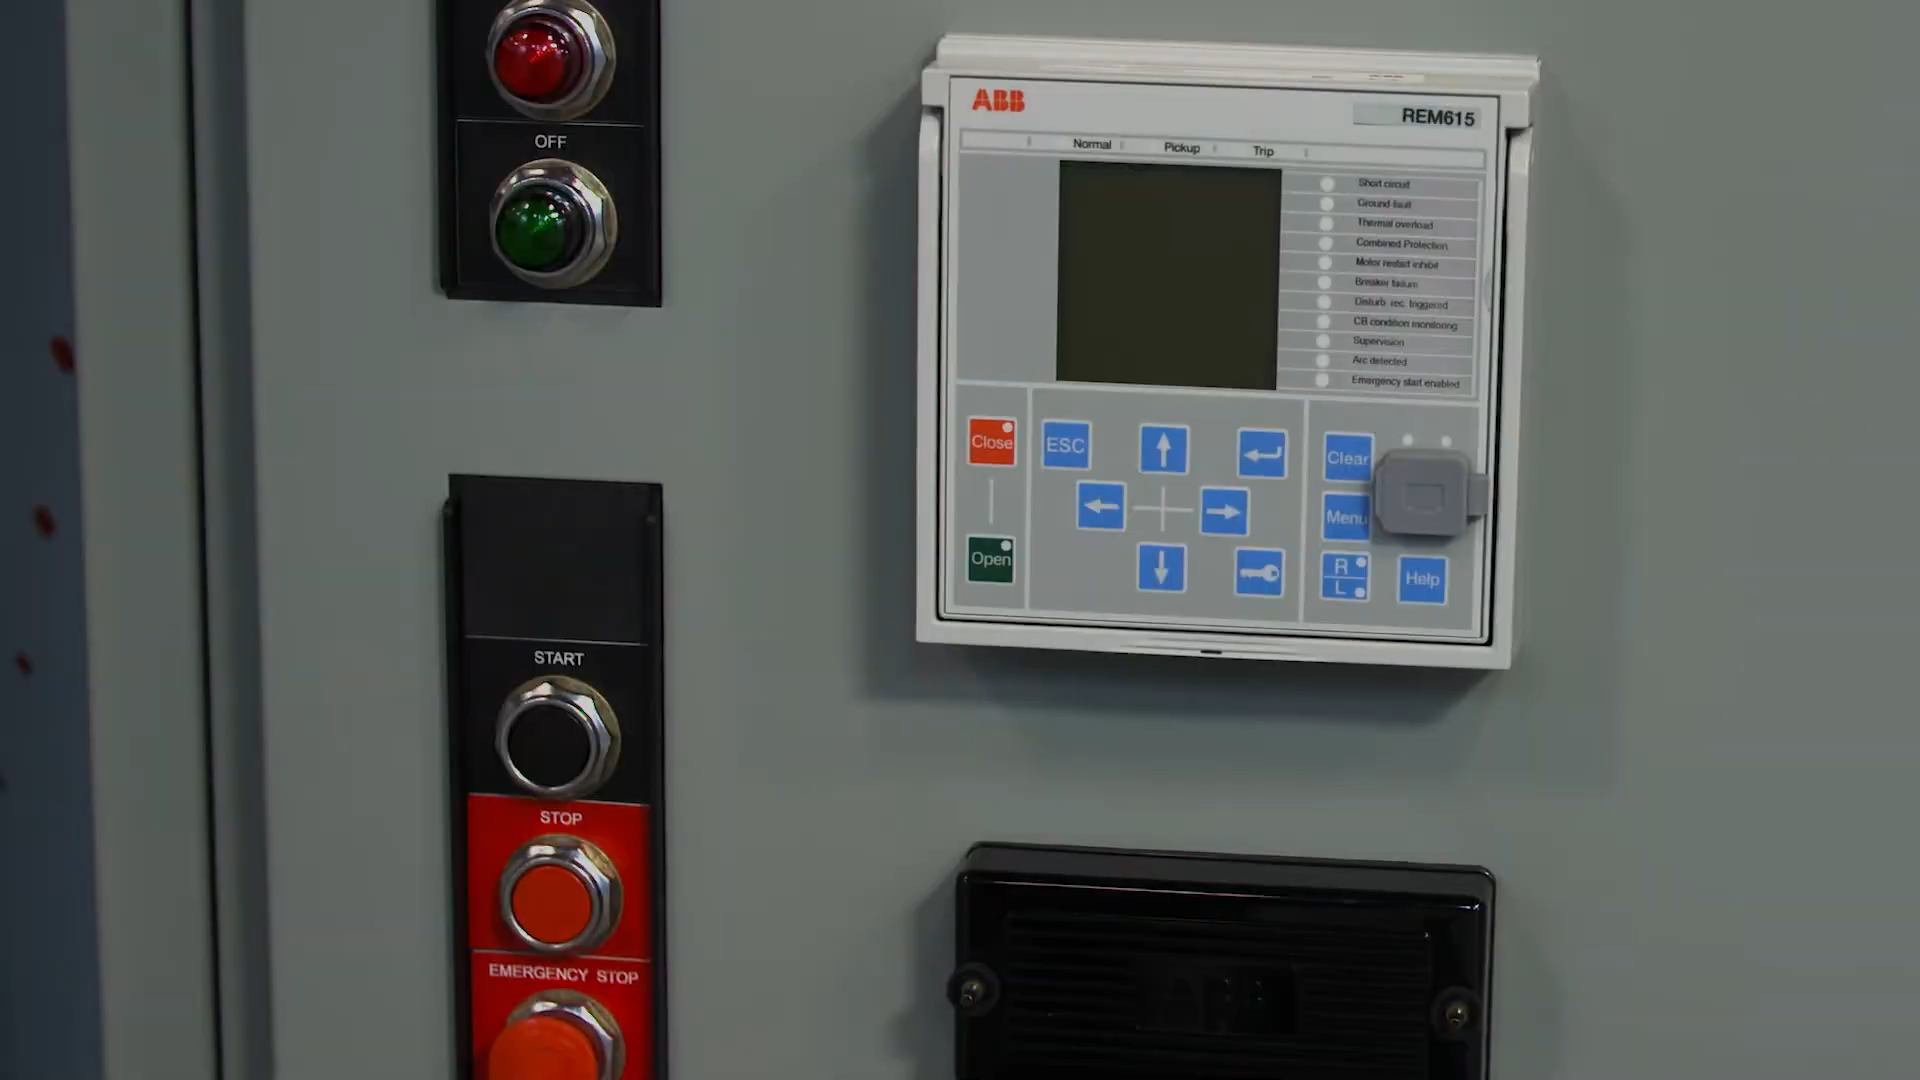 OFF
START
STOP
EMERGENCY STOP
ABB
REM615
Normal Pickup Trip
Short circuit
Ground fault
Thermal overload
Combined Protection
Motor restart inhibit
Breaker failure
Disturb. rec. triggered
CB condition monitoring
Supervision
Arc detected
Emergency start enabled
Close
ESC
Clear
Menu
Open
R
L
Help
ABB